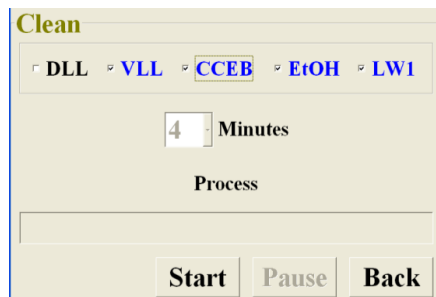 Clean
DLL VLL CCEB EtOH LW1
4 Minutes
Process
Start Pause Back